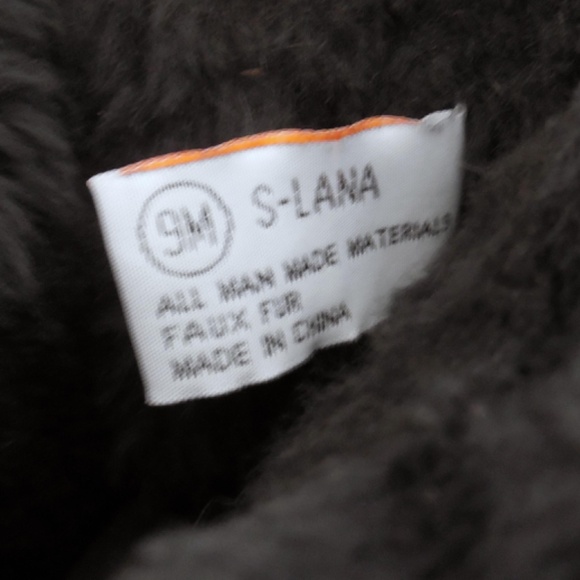 9M S-LANA
ALL MAN MADE MATERIALS
FAUX FUR
MADE IN CHINA